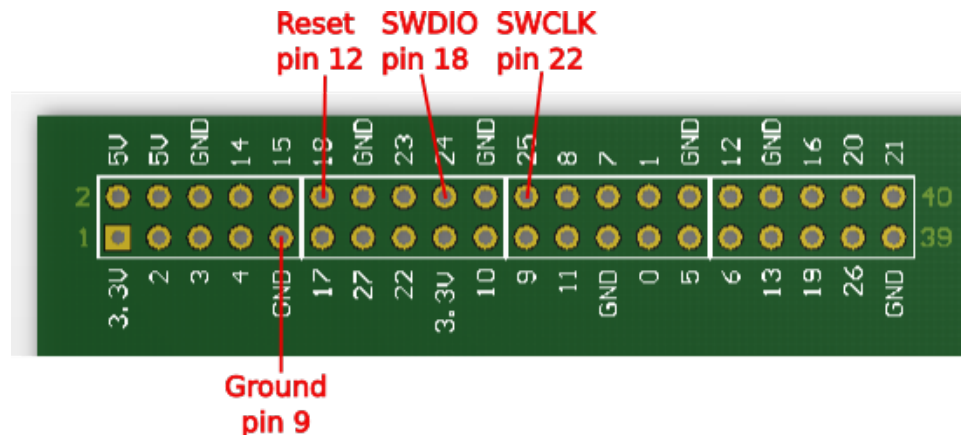 Reset SWDIO SWCLK
pin 12 pin 18 pin 22
5V 5V GND 14 15 18 GND 23 24 GND 25 8 7 1 GND 12 GND 16 20 21
2 40
1 39
3.3V 2 3 4 GND 17 27 22 3.3V 10 9 11 GND 0 5 6 13 19 26 GND
Ground
pin 9